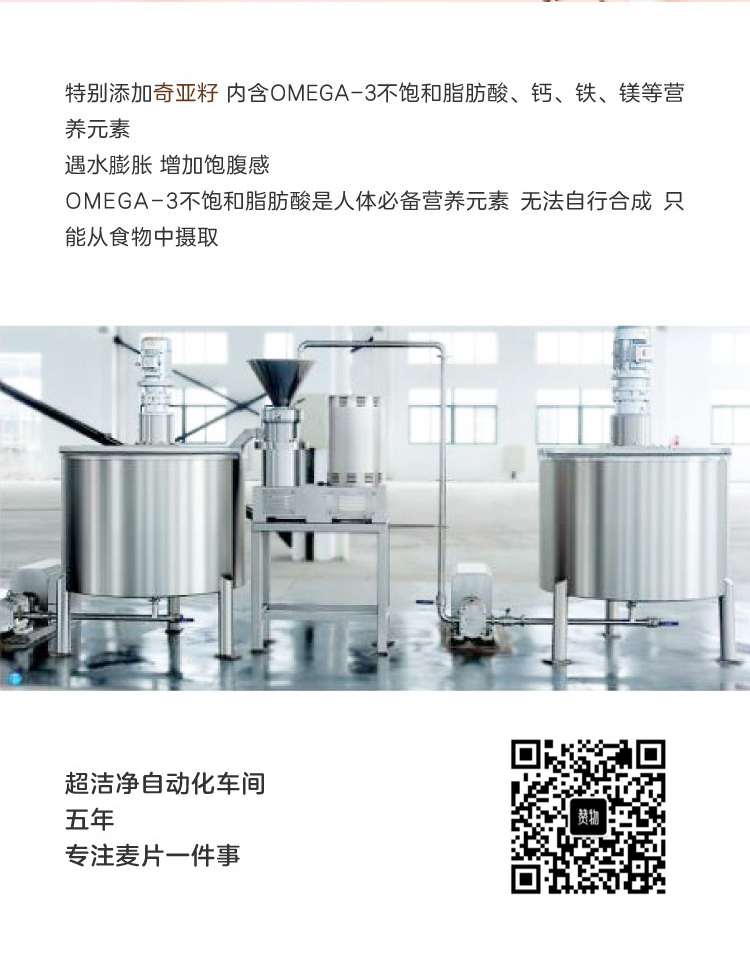 特别添加奇亚籽 内含OMEGA-3不饱和脂肪酸、钙、铁、镁等营
养元素
遇水膨胀 增加饱腹感
OMEGA-3不饱和脂肪酸是人体必备营养元素 无法自行合成 只
能从食物中摄取
超洁净自动化车间
五年
专注麦片一件事
赞物